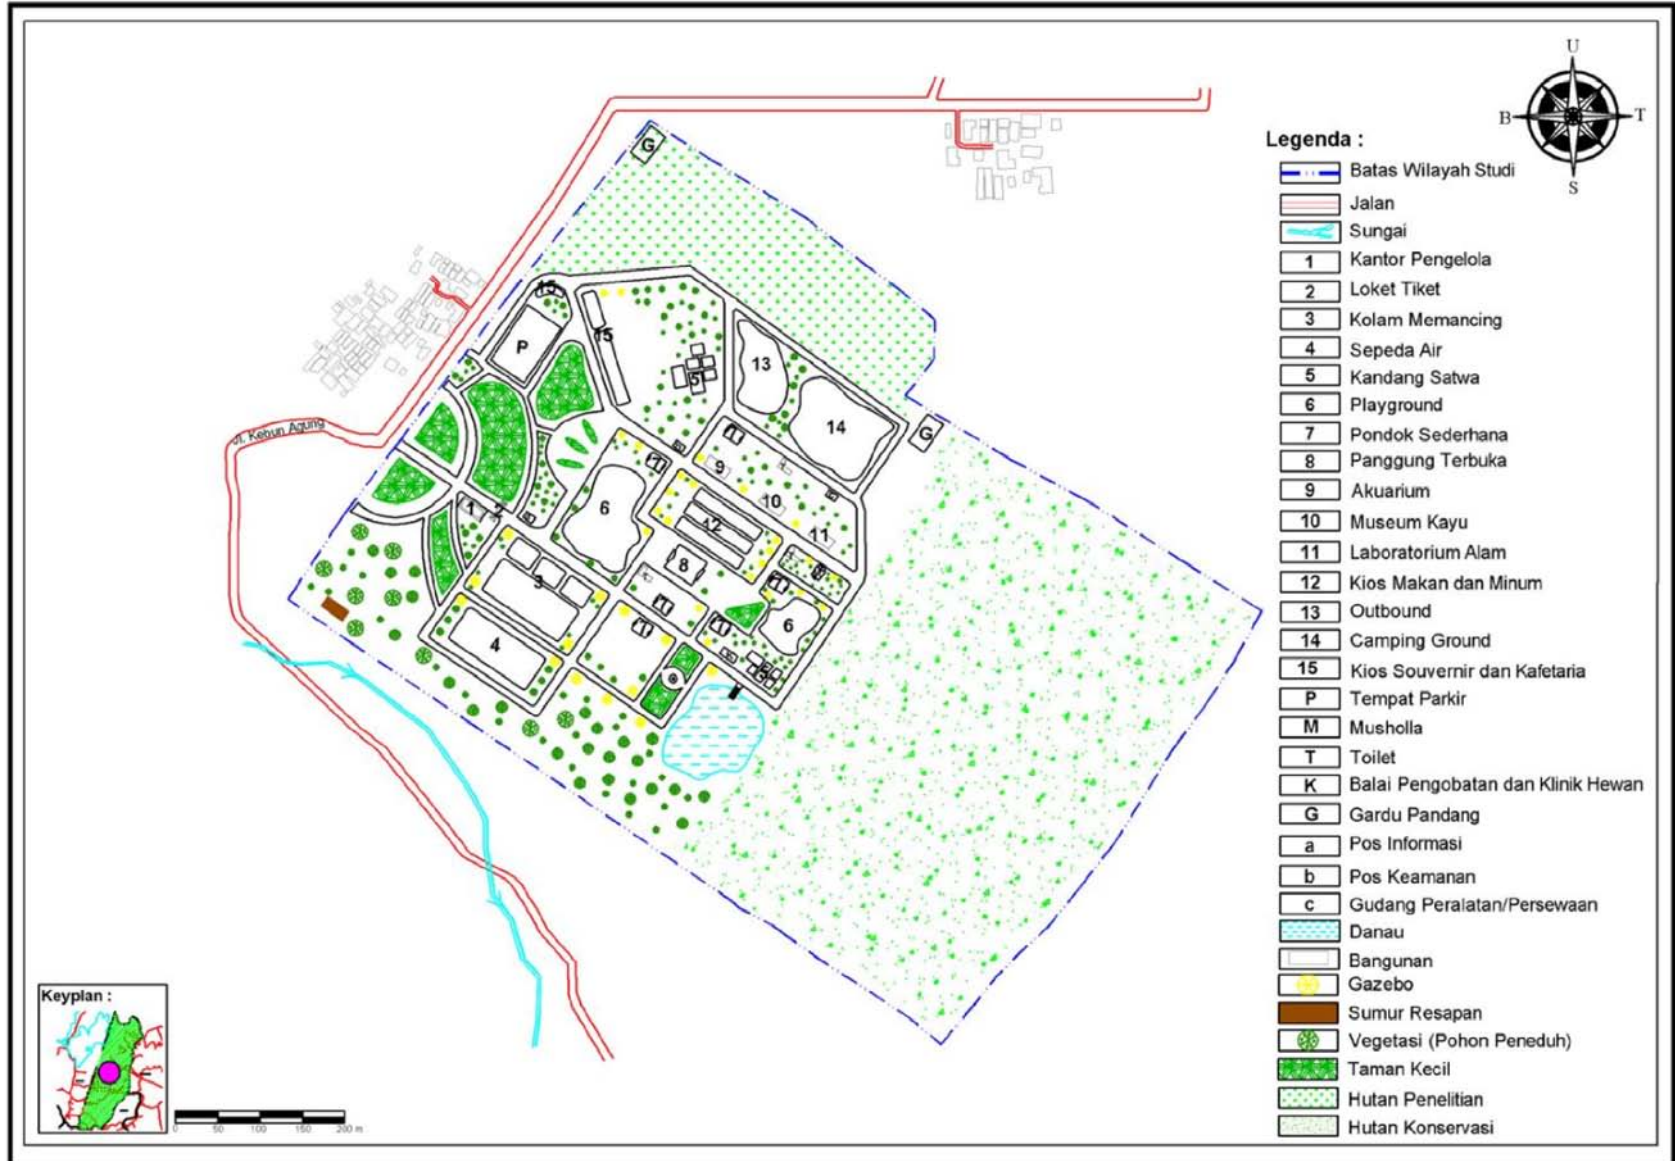 U
B
T
S
Legenda :
Batas Wilayah Studi
Jalan
Sungai
1 Kantor Pengelola
2 Loket Tiket
3 Kolam Memancing
4 Sepeda Air
5 Kandang Satwa
6 Playground
7 Pondok Sederhana
8 Panggung Terbuka
9 Akuarium
10 Museum Kayu
11 Laboratorium Alam
12 Kios Makan dan Minum
13 Outbound
14 Camping Ground
15 Kios Souvernir dan Kafetaria
P Tempat Parkir
M Musholla
T Toilet
K Balai Pengobatan dan Klinik Hewan
G Gardu Pandang
a Pos Informasi
b Pos Keamanan
c Gudang Peralatan/Persewaan
Danau
Bangunan
Gazebo
Sumur Resapan
Vegetasi (Pohon Peneduh)
Taman Kecil
Hutan Penelitian
Hutan Konservasi
G
15
P
15
5
13
14
G
Jl. Kebun Agung
9
10
11
12
6
1
2
3
8
4
6
5
Keyplan :
0 50 100 150 200 m